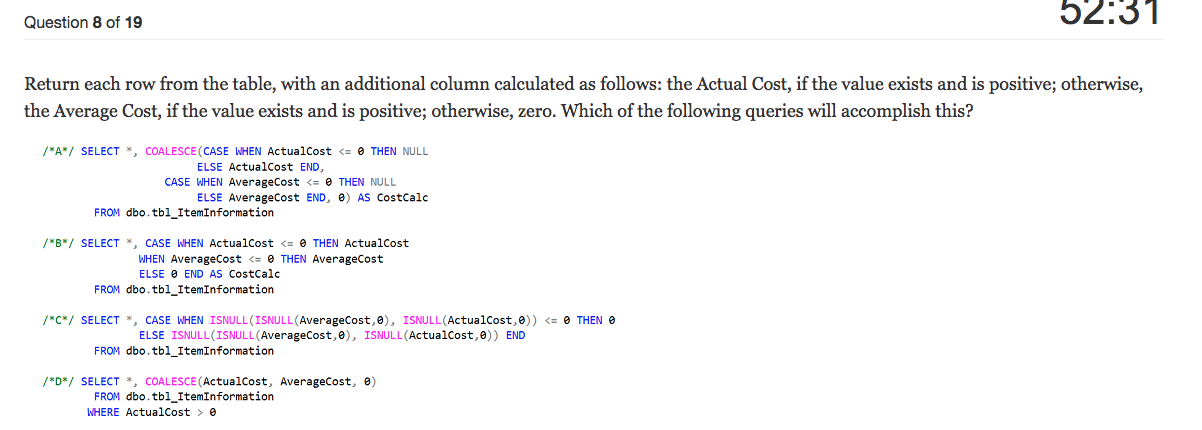 Question 8 of 19
52:31
Return each row from the table, with an additional column calculated as follows: the Actual Cost, if the value exists and is positive; otherwise,
the Average Cost, if the value exists and is positive; otherwise, zero. Which of the following queries will accomplish this?
/*A*/ SELECT *, COALESCE(CASE WHEN ActualCost <= 0 THEN NULL
ELSE ActualCost END,
CASE WHEN AverageCost <= 0 THEN NULL
ELSE AverageCost END, 0) AS CostCalc
FROM dbo.tbl_ItemInformation
/*B*/ SELECT *, CASE WHEN ActualCost <= 0 THEN ActualCost
WHEN AverageCost <= 0 THEN AverageCost
ELSE 0 END AS CostCalc
FROM dbo.tbl_ItemInformation
/*C*/ SELECT *, CASE WHEN ISNULL(ISNULL(AverageCost,0), ISNULL(ActualCost,0)) <= 0 THEN 0
ELSE ISNULL(ISNULL(AverageCost,0), ISNULL(ActualCost,0)) END
FROM dbo.tbl_ItemInformation
/*D*/ SELECT *, COALESCE(ActualCost, AverageCost, 0)
FROM dbo.tbl_ItemInformation
WHERE ActualCost > 0